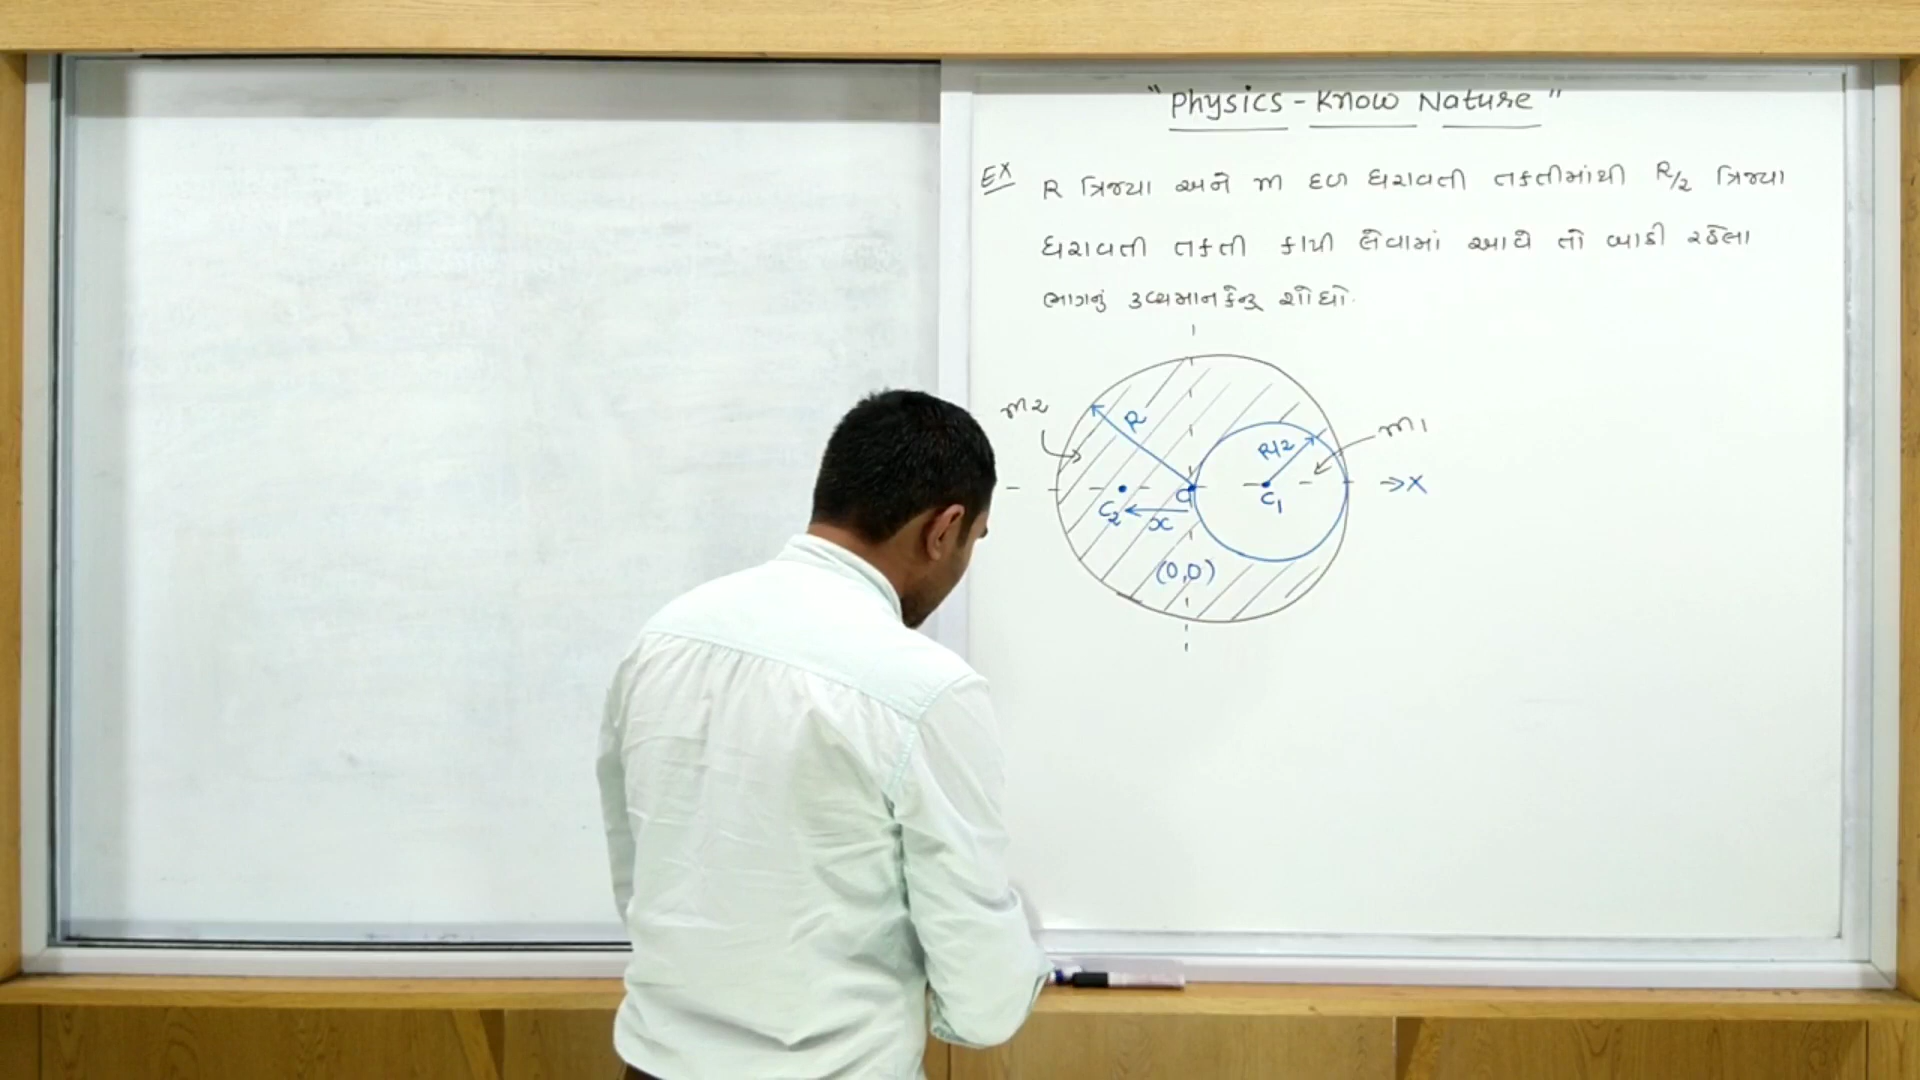 "Physics - Know Nature"
Ex R ત્રિજ્યા અને m દળ ધરાવતી તકતીમાંથી R/2 ત્રિજ્યા
ધરાવતી તકતી કાપી લેવામાં આવે તો બાકી રહેલા
ભાગનું દ્રવ્યમાનકેન્દ્ર શોધો.
m2
R
R/2
m1
C2
x
C
C1
→X
(0,0)